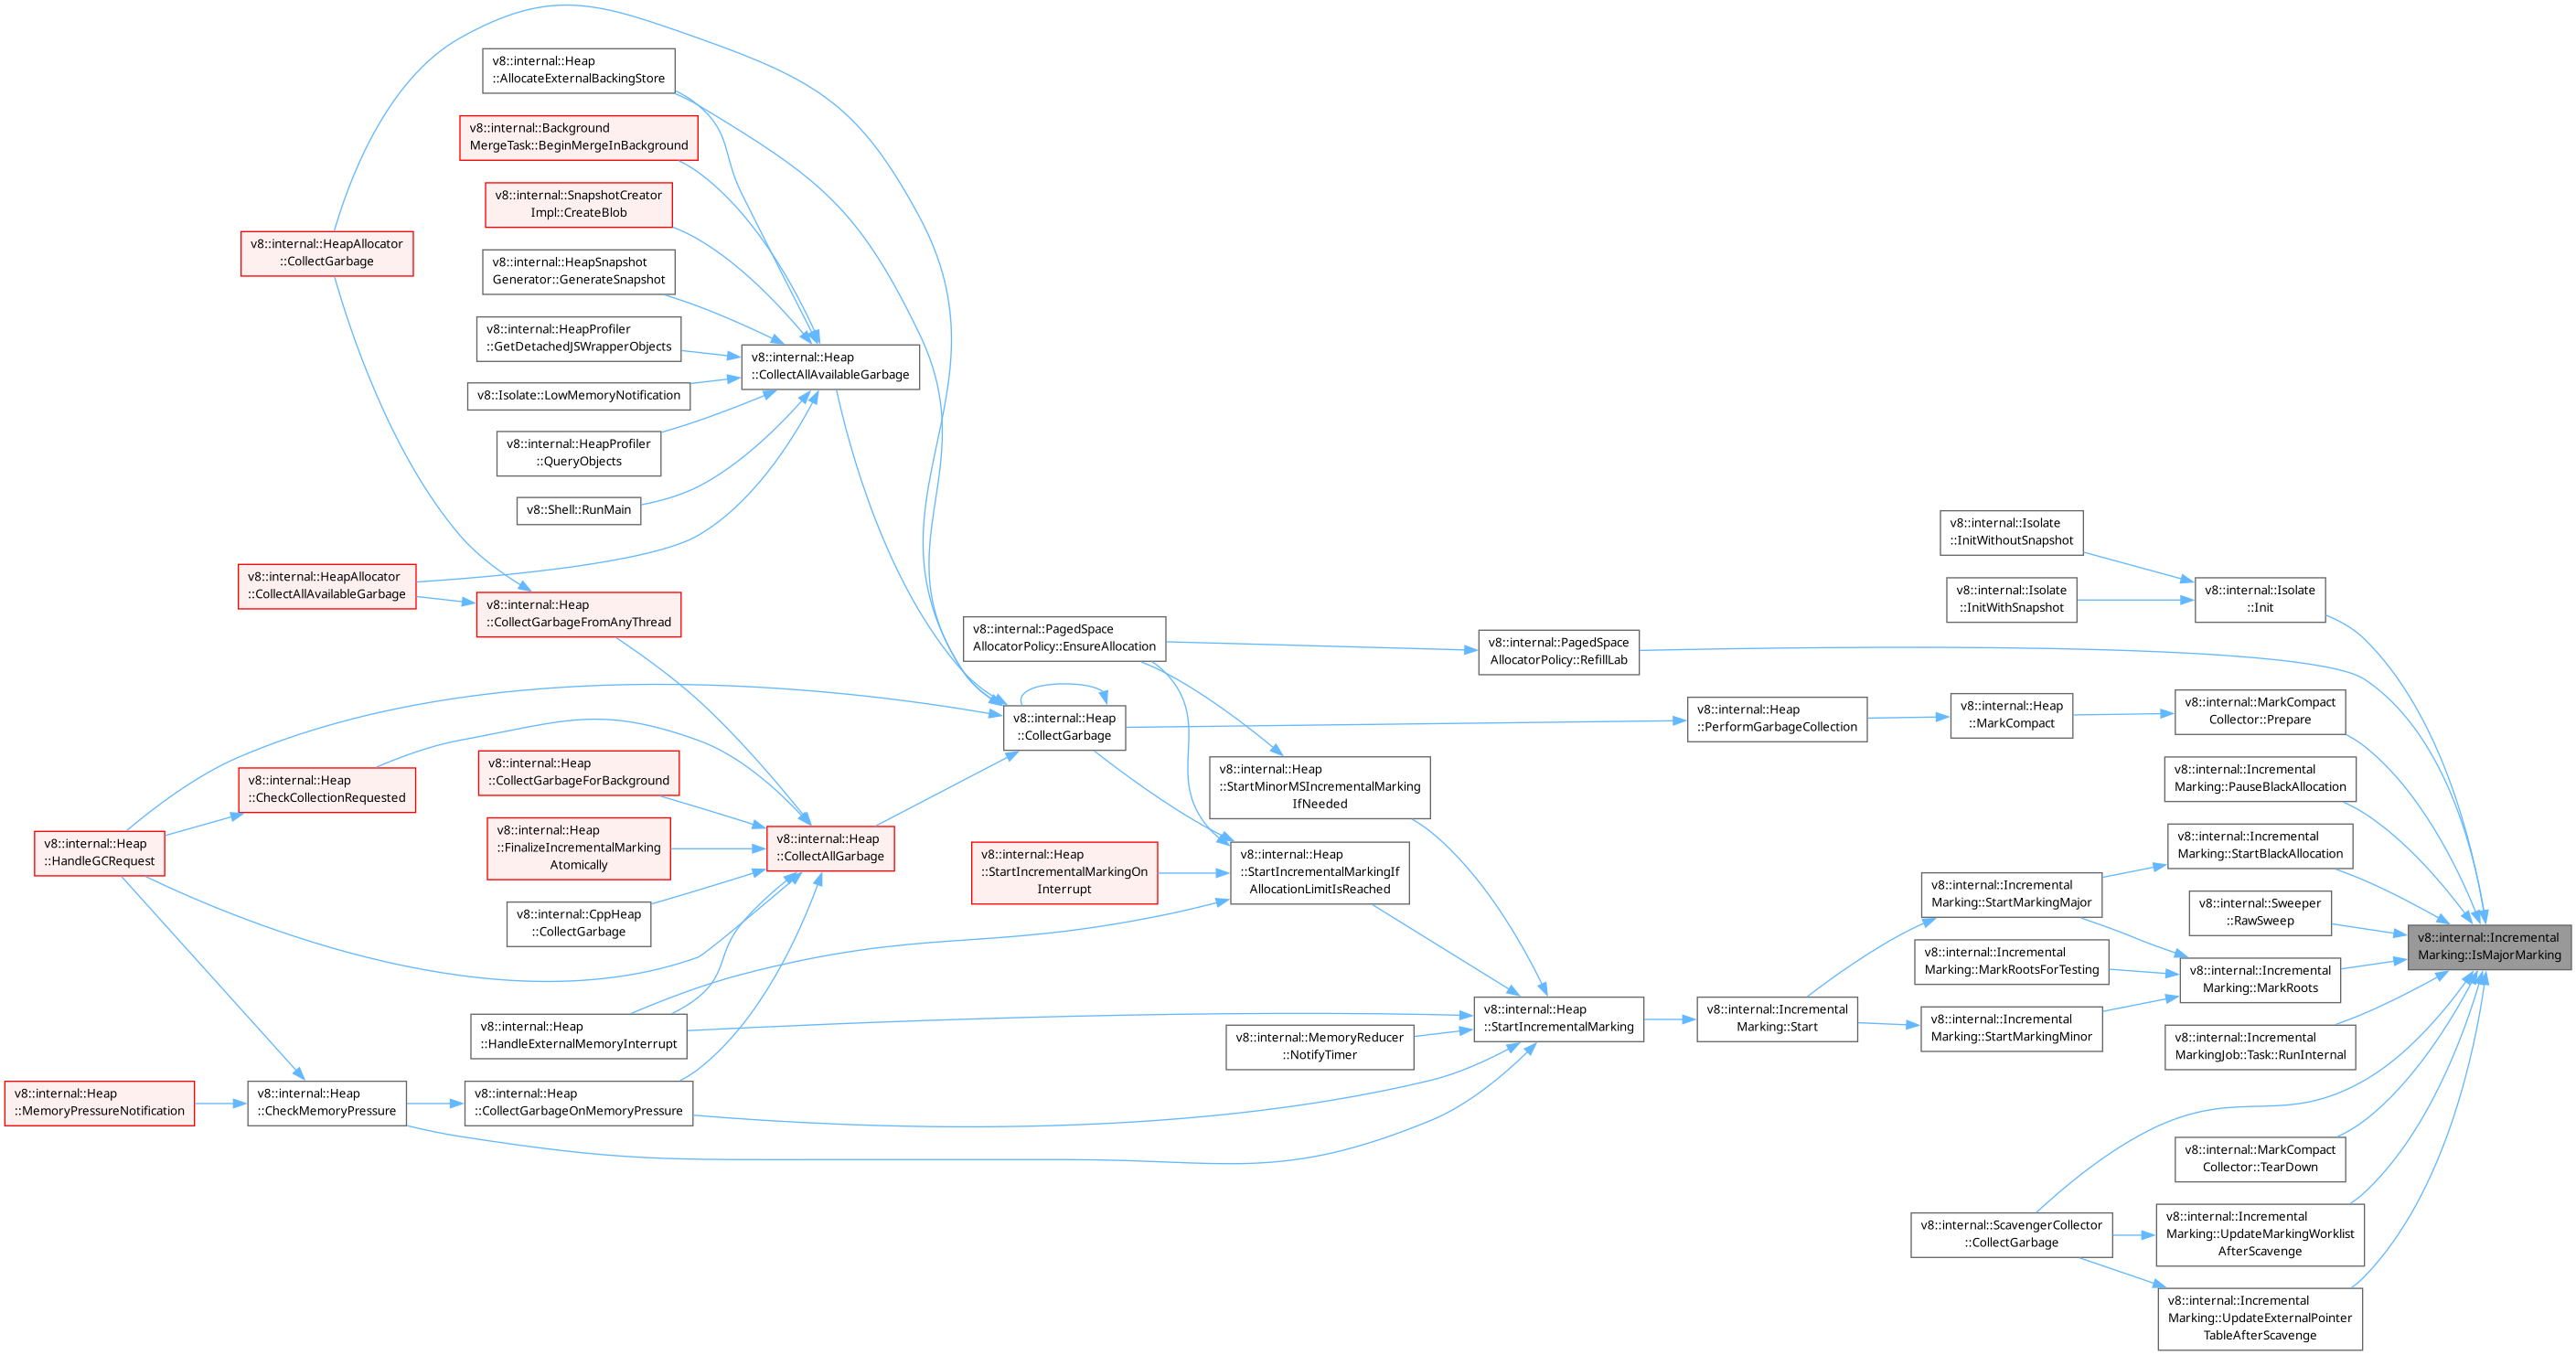 v8::internal::Heap
::AllocateExternalBackingStore
v8::internal::Background
MergeTask::BeginMergeInBackground
v8::internal::SnapshotCreator
Impl::CreateBlob
v8::internal::HeapAllocator
::CollectGarbage
v8::internal::HeapSnapshot
Generator::GenerateSnapshot
v8::internal::HeapProfiler
::GetDetachedJSWrapperObjects
v8::internal::Heap
::CollectAllAvailableGarbage
v8::Isolate::LowMemoryNotification
v8::internal::HeapProfiler
::QueryObjects
v8::Shell::RunMain
v8::internal::HeapAllocator
::CollectAllAvailableGarbage
v8::internal::Heap
::CollectGarbageFromAnyThread
v8::internal::Isolate
::InitWithoutSnapshot
v8::internal::Isolate
::InitWithSnapshot
v8::internal::Isolate
::Init
v8::internal::PagedSpace
AllocatorPolicy::EnsureAllocation
v8::internal::PagedSpace
AllocatorPolicy::RefillLab
v8::internal::Heap
::CollectGarbage
v8::internal::Heap
::PerformGarbageCollection
v8::internal::Heap
::MarkCompact
v8::internal::MarkCompact
Collector::Prepare
v8::internal::Heap
::CheckCollectionRequested
v8::internal::Heap
::CollectGarbageForBackground
v8::internal::Heap
::StartMinorMSIncrementalMarking
IfNeeded
v8::internal::Incremental
Marking::PauseBlackAllocation
v8::internal::Heap
::HandleGCRequest
v8::internal::Heap
::FinalizeIncrementalMarking
Atomically
v8::internal::Heap
::CollectAllGarbage
v8::internal::Heap
::StartIncrementalMarkingOn
Interrupt
v8::internal::Heap
::StartIncrementalMarkingIf
AllocationLimitIsReached
v8::internal::Incremental
Marking::StartBlackAllocation
v8::internal::Incremental
Marking::StartMarkingMajor
v8::internal::CppHeap
::CollectGarbage
v8::internal::Sweeper
::RawSweep
v8::internal::Incremental
Marking::IsMajorMarking
v8::internal::Incremental
Marking::MarkRootsForTesting
v8::internal::Incremental
Marking::MarkRoots
v8::internal::Heap
::HandleExternalMemoryInterrupt
v8::internal::MemoryReducer
::NotifyTimer
v8::internal::Heap
::StartIncrementalMarking
v8::internal::Incremental
Marking::Start
v8::internal::Incremental
Marking::StartMarkingMinor
v8::internal::Incremental
MarkingJob::Task::RunInternal
v8::internal::Heap
::MemoryPressureNotification
v8::internal::Heap
::CheckMemoryPressure
v8::internal::Heap
::CollectGarbageOnMemoryPressure
v8::internal::MarkCompact
Collector::TearDown
v8::internal::ScavengerCollector
::CollectGarbage
v8::internal::Incremental
Marking::UpdateMarkingWorklist
AfterScavenge
v8::internal::Incremental
Marking::UpdateExternalPointer
TableAfterScavenge